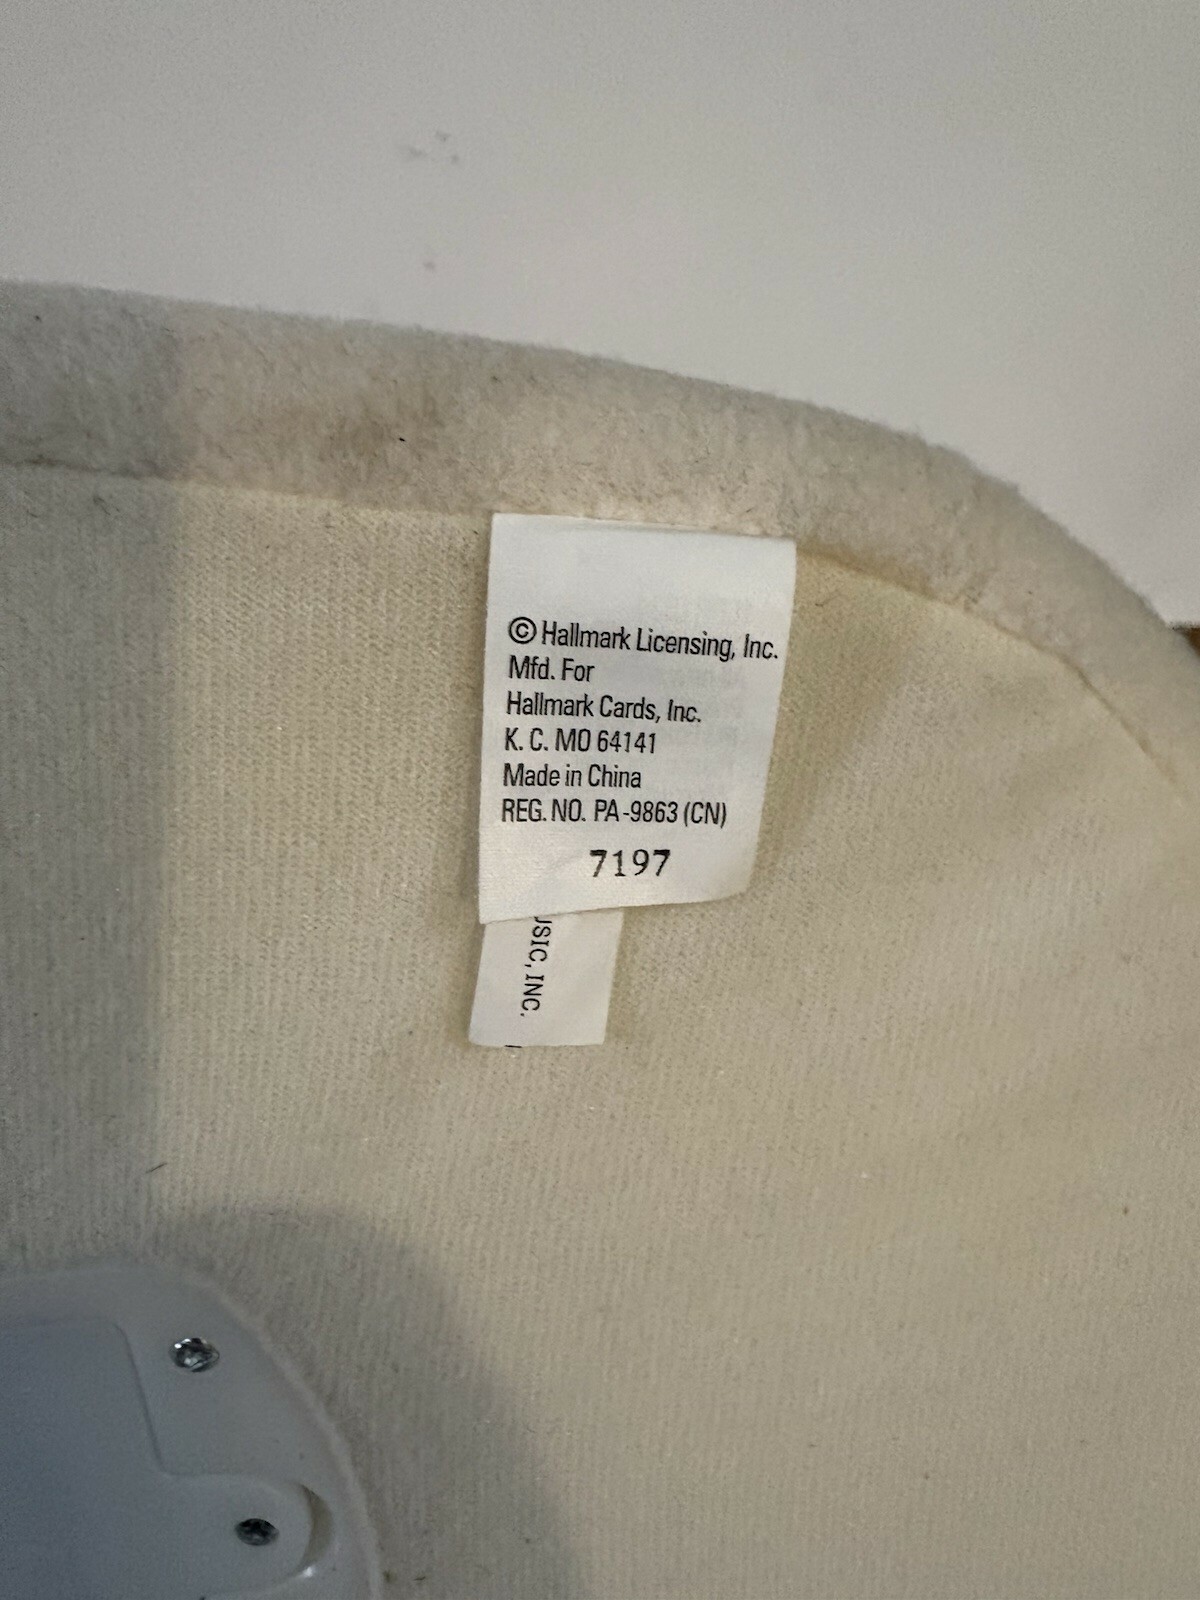 © Hallmark Licensing, Inc.
Mfd. For
Hallmark Cards, Inc.
K. C. MO 64141
Made in China
REG. NO. PA-9863 (CN)
7197
INC.